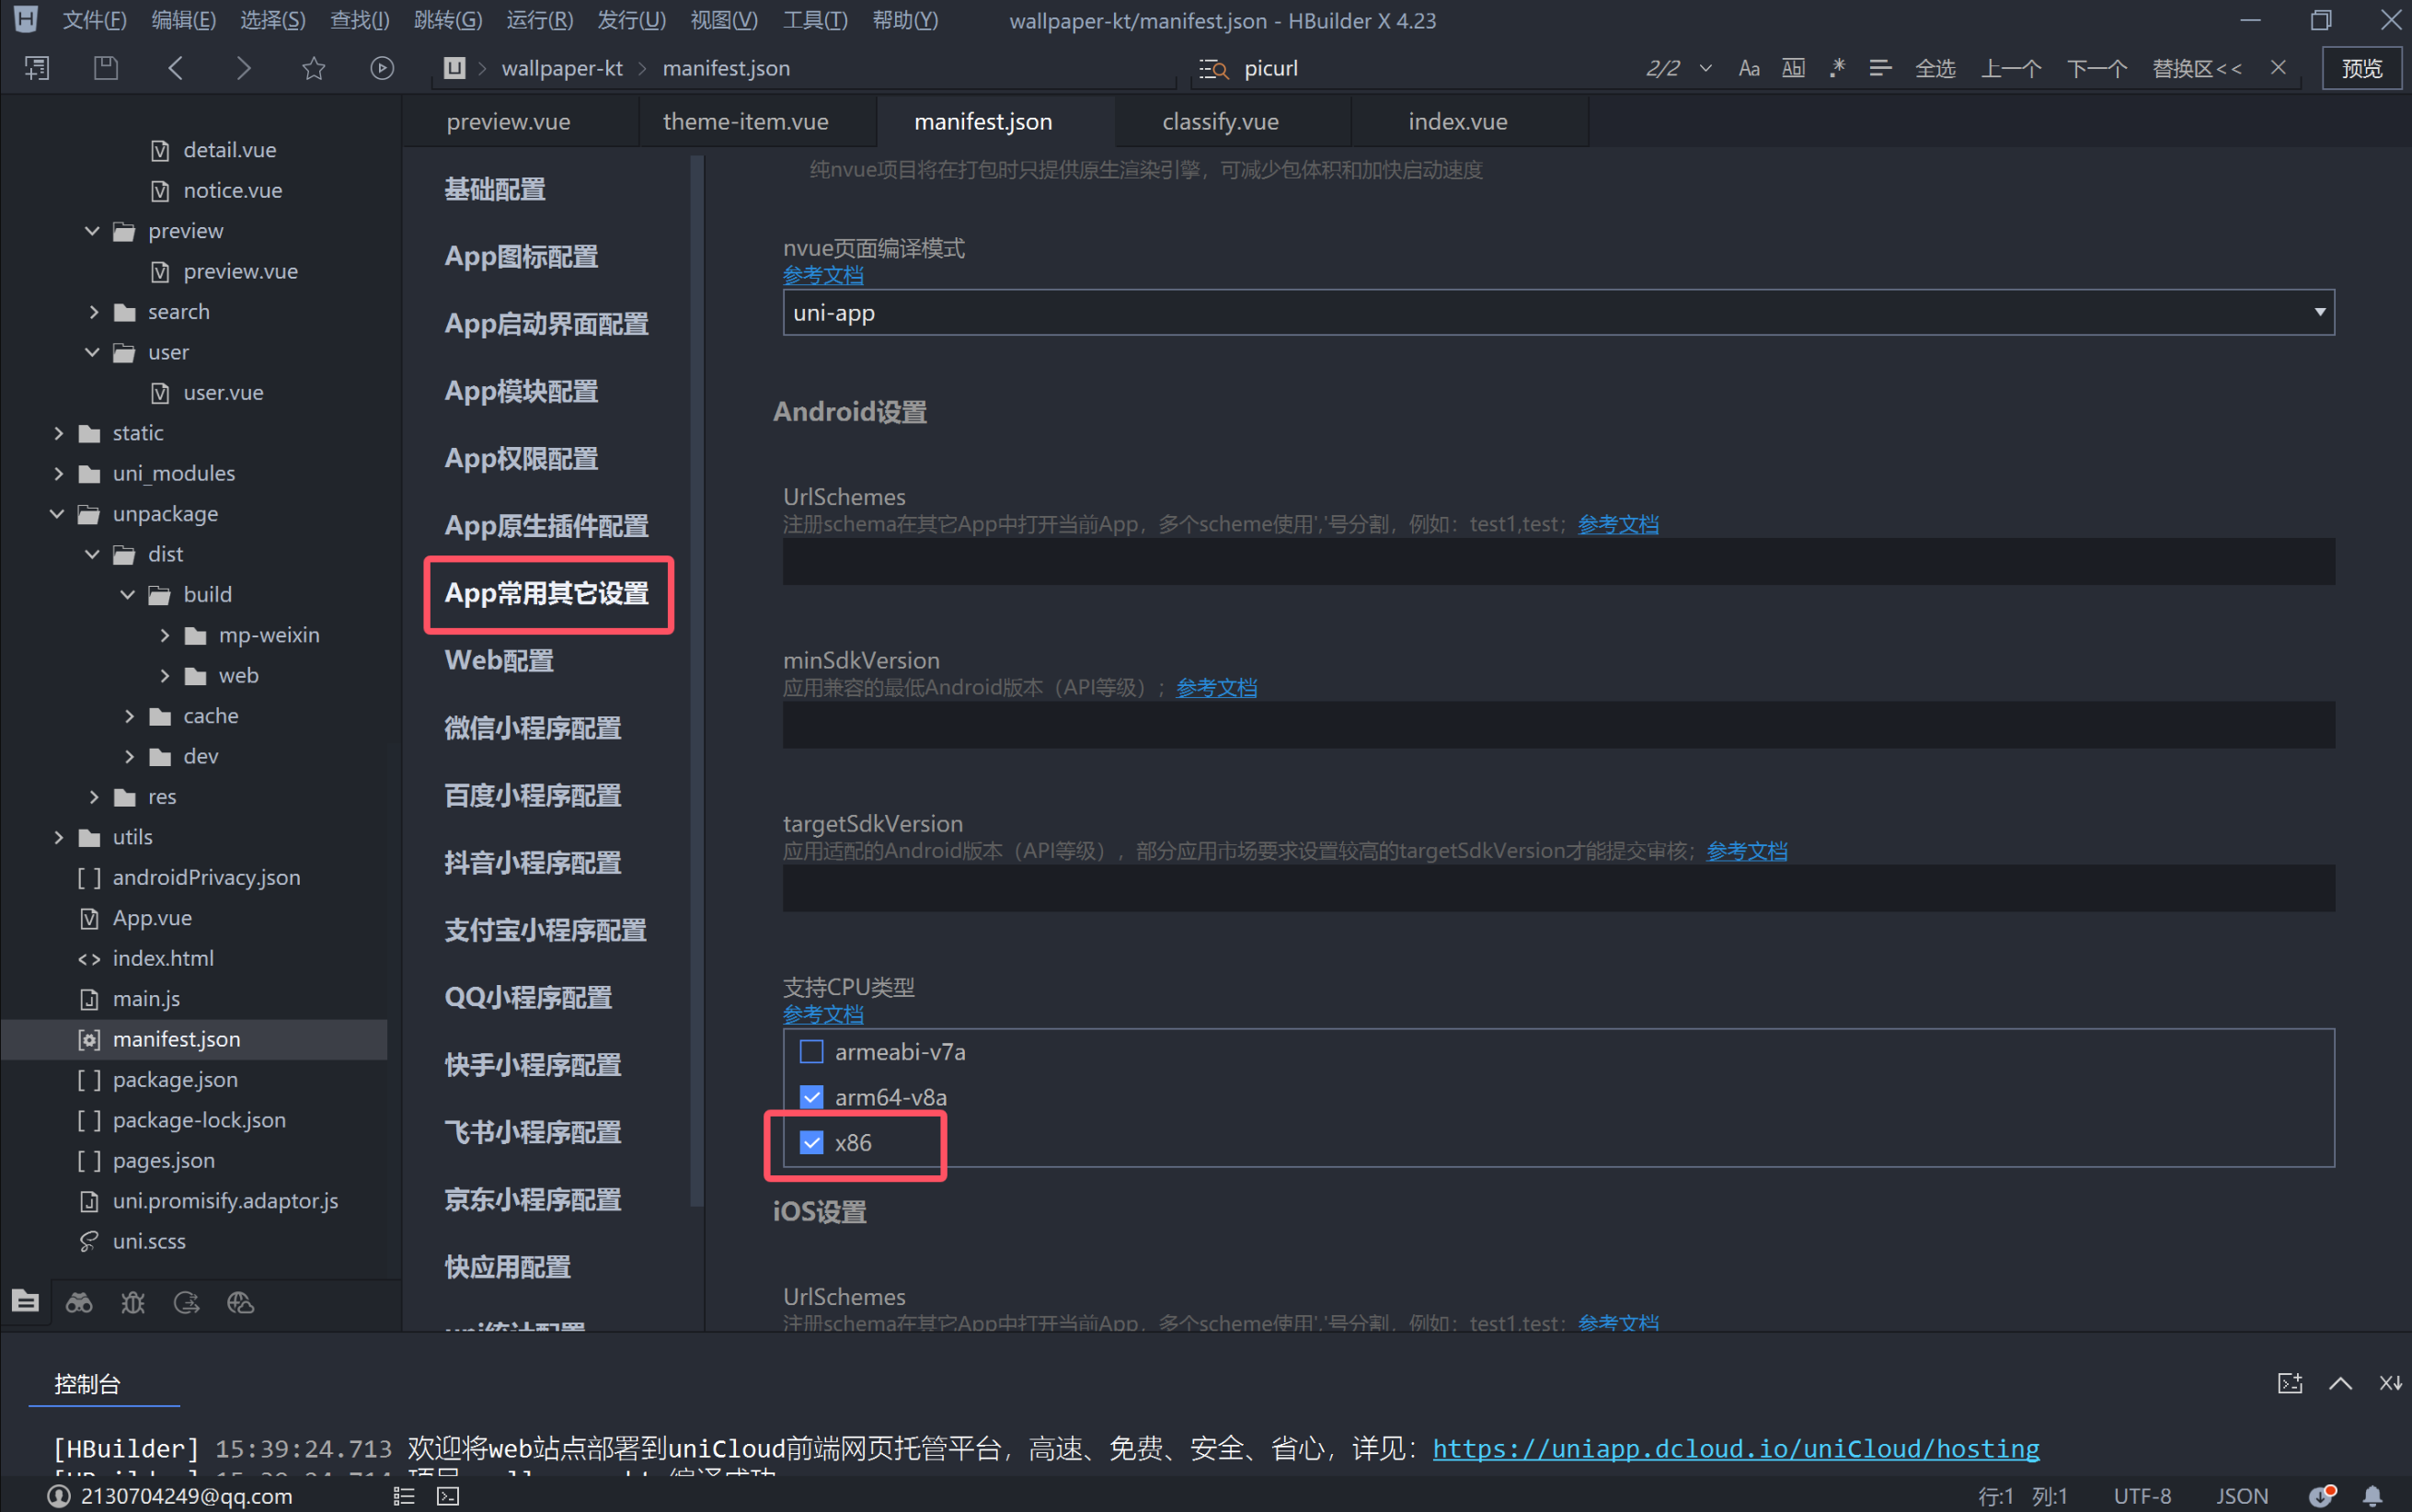 文件(F) 编辑(E) 选择(S) 查找(I) 跳转(G) 运行(R) 发行(U) 视图(V) 工具(T) 帮助(Y) wallpaper-kt/manifest.json - HBuilder X 4.23
wallpaper-kt manifest.json picurl 2/2 Aa Ab 全选 上一个 下一个 替换区<< 预览
preview.vue theme-item.vue manifest.json classify.vue index.vue
detail.vue
notice.vue
preview
preview.vue
search
user
user.vue
static
uni_modules
unpackage
dist
build
mp-weixin
web
cache
dev
res
utils
androidPrivacy.json
App.vue
index.html
main.js
manifest.json
package.json
package-lock.json
pages.json
uni.promisify.adaptor.js
uni.scss
基础配置
App图标配置
App启动界面配置
App模块配置
App权限配置
App原生插件配置
App常用其它设置
Web配置
微信小程序配置
百度小程序配置
抖音小程序配置
支付宝小程序配置
QQ小程序配置
快手小程序配置
飞书小程序配置
京东小程序配置
快应用配置
uni统计配置
纯nvue项目将在打包时只提供原生渲染引擎，可减少包体积和加快启动速度
nvue页面编译模式
参考文档
uni-app
Android设置
UrlSchemes
注册schema在其它App中打开当前App，多个scheme使用','号分割，例如：test1,test；参考文档
minSdkVersion
应用兼容的最低Android版本（API等级）；参考文档
targetSdkVersion
应用适配的Android版本（API等级），部分应用市场要求设置较高的targetSdkVersion才能提交审核；参考文档
支持CPU类型
参考文档
armeabi-v7a
arm64-v8a
x86
iOS设置
UrlSchemes
注册schema在其它App中打开当前App，多个scheme使用','号分割，例如：test1,test；参考文档
控制台
[HBuilder] 15:39:24.713 欢迎将web站点部署到uniCloud前端网页托管平台，高速、免费、安全、省心，详见：https://uniapp.dcloud.io/uniCloud/hosting
[HBuilder] 15:39:24.714 项目 wallpaper-kt 编译成功
2130704249@qq.com 行:1 列:1 UTF-8 JSON